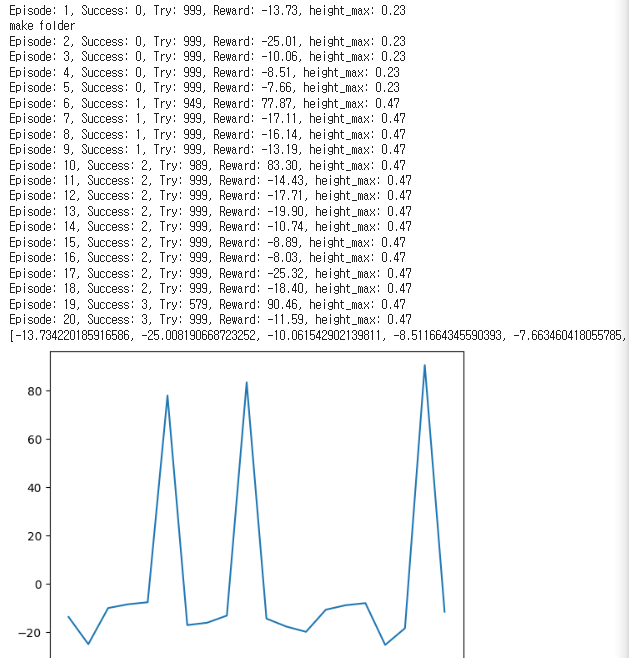 Episode: 1, Success: 0, Try: 999, Reward: -13.73, height_max: 0.23
make folder
Episode: 2, Success: 0, Try: 999, Reward: -25.01, height_max: 0.23
Episode: 3, Success: 0, Try: 999, Reward: -10.06, height_max: 0.23
Episode: 4, Success: 0, Try: 999, Reward: -8.51, height_max: 0.23
Episode: 5, Success: 0, Try: 999, Reward: -7.66, height_max: 0.23
Episode: 6, Success: 1, Try: 949, Reward: 77.87, height_max: 0.47
Episode: 7, Success: 1, Try: 999, Reward: -17.11, height_max: 0.47
Episode: 8, Success: 1, Try: 999, Reward: -16.14, height_max: 0.47
Episode: 9, Success: 1, Try: 999, Reward: -13.19, height_max: 0.47
Episode: 10, Success: 2, Try: 989, Reward: 83.30, height_max: 0.47
Episode: 11, Success: 2, Try: 999, Reward: -14.43, height_max: 0.47
Episode: 12, Success: 2, Try: 999, Reward: -17.71, height_max: 0.47
Episode: 13, Success: 2, Try: 999, Reward: -19.90, height_max: 0.47
Episode: 14, Success: 2, Try: 999, Reward: -10.74, height_max: 0.47
Episode: 15, Success: 2, Try: 999, Reward: -8.89, height_max: 0.47
Episode: 16, Success: 2, Try: 999, Reward: -8.03, height_max: 0.47
Episode: 17, Success: 2, Try: 999, Reward: -25.32, height_max: 0.47
Episode: 18, Success: 2, Try: 999, Reward: -18.40, height_max: 0.47
Episode: 19, Success: 3, Try: 579, Reward: 90.46, height_max: 0.47
Episode: 20, Success: 3, Try: 999, Reward: -11.59, height_max: 0.47
[-13.734220185916586, -25.008190668723252, -10.061542902139811, -8.511664345590393, -7.663460418055785,
80
60
40
20
0
−20